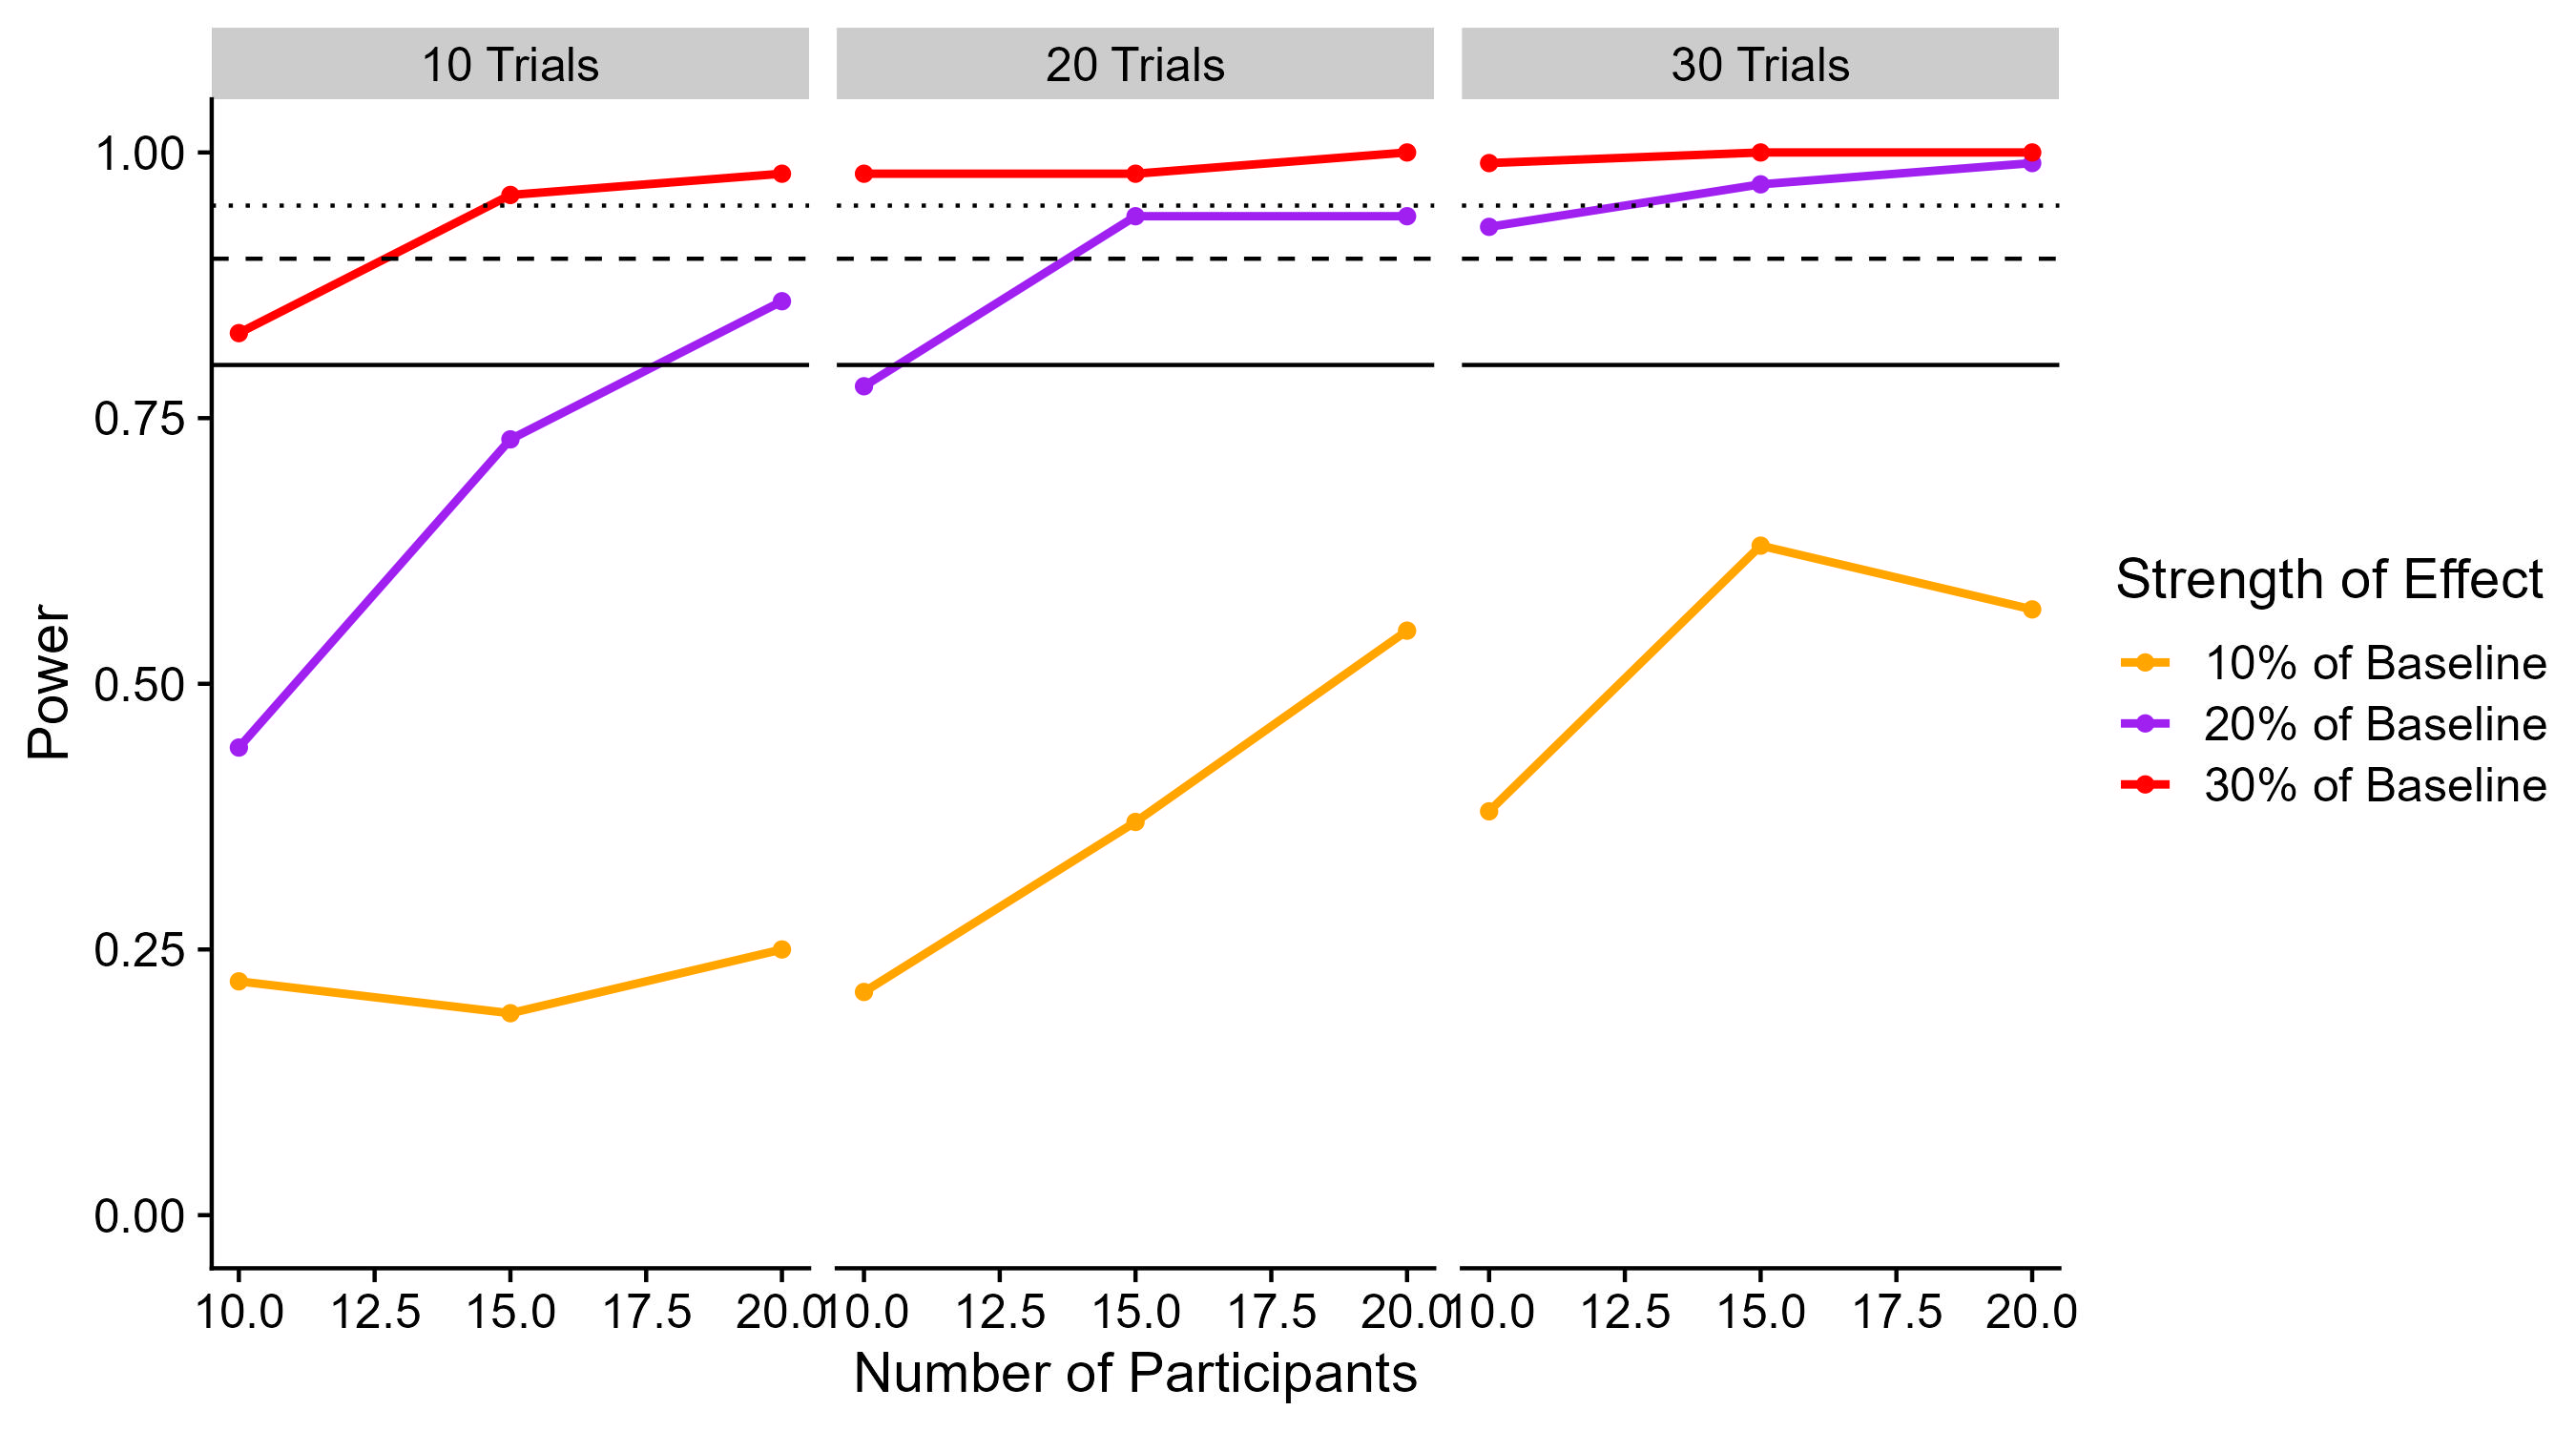 10 Trials 20 Trials 30 Trials
1.00
0.75
0.50
0.25
0.00
Power
10.0 12.5 15.0 17.5 20.0 10.0 12.5 15.0 17.5 20.0 10.0 12.5 15.0 17.5 20.0
Number of Participants
Strength of Effect
10% of Baseline
20% of Baseline
30% of Baseline